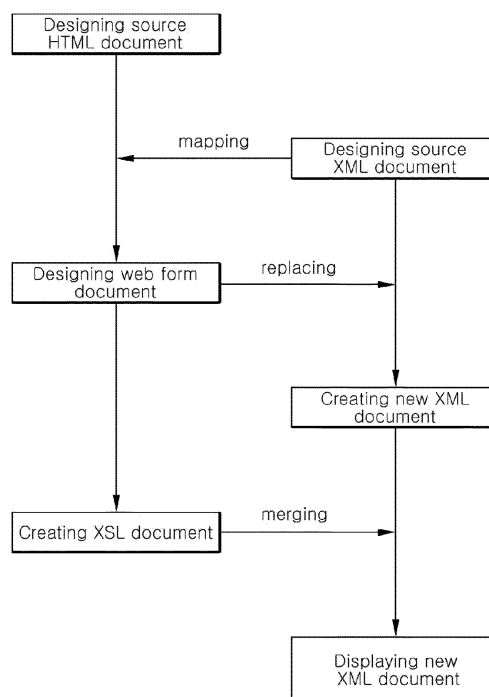 Designing source
HTML document
mapping
Designing source
XML document
Designing web form
document
replacing
Creating new XML
document
Creating XSL document
merging
Displaying new
XML document